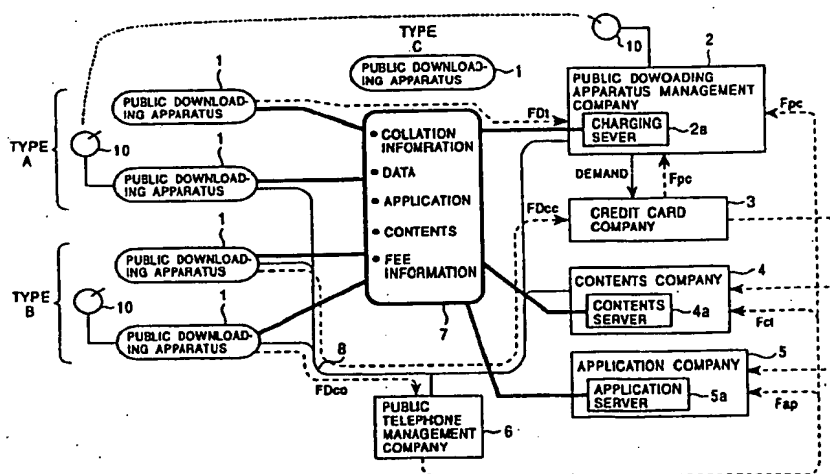 TYPE
C
PUBLIC DOWNLOAD-
ING APPARATUS
1
10
2
PUBLIC DOWOADING
APPARATUS MANAGEMENT
COMPANY
CHARGING
SEVER
2a
Fpc
FD1
TYPE
A
1
PUBLIC DOWNLOAD-
ING APPARATUS
10
1
PUBLIC DOWNLOAD-
ING APPARATUS
• COLLATION
INFOMRATION
• DATA
• APPLICATION
• CONTENTS
• FEE
INFORMATION
7
DEMAND
Fpc
FDcc
3
CREDIT CARD
COMPANY
TYPE
B
1
PUBLIC DOWNLOAD-
ING APPARATUS
10
1
PUBLIC DOWNLOAD-
ING APPARATUS
8
FDco
CONTENTS COMPANY
4
CONTENTS
SERVER
4a
Fct
APPLICATION COMPANY
5
APPLICATION
SERVER
5a
Fap
PUBLIC
TELEPHONE
MANAGEMENT
COMPANY
6